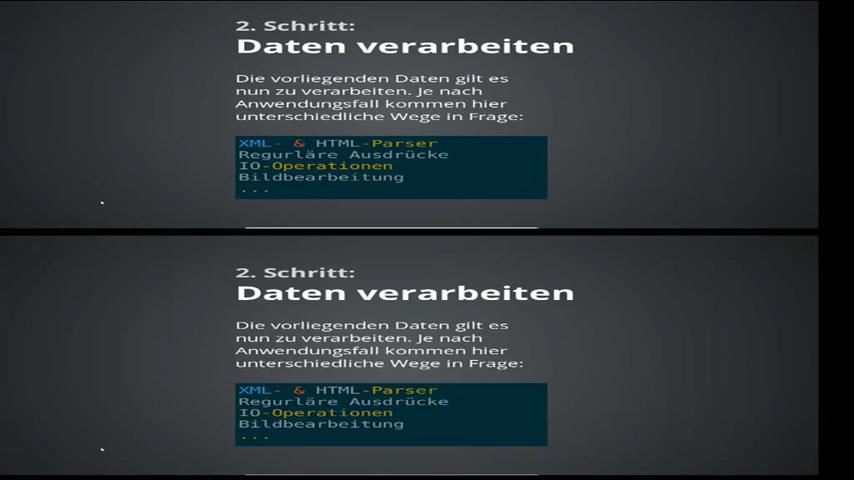 2. Schritt:
Daten verarbeiten
Die vorliegenden Daten gilt es
nun zu verarbeiten. Je nach
Anwendungsfall kommen hier
unterschiedliche Wege in Frage:
XML- & HTML-Parser
Regurläre Ausdrücke
IO-Operationen
Bildbearbeitung
...
2. Schritt:
Daten verarbeiten
Die vorliegenden Daten gilt es
nun zu verarbeiten. Je nach
Anwendungsfall kommen hier
unterschiedliche Wege in Frage:
XML- & HTML-Parser
Regurläre Ausdrücke
IO-Operationen
Bildbearbeitung
...